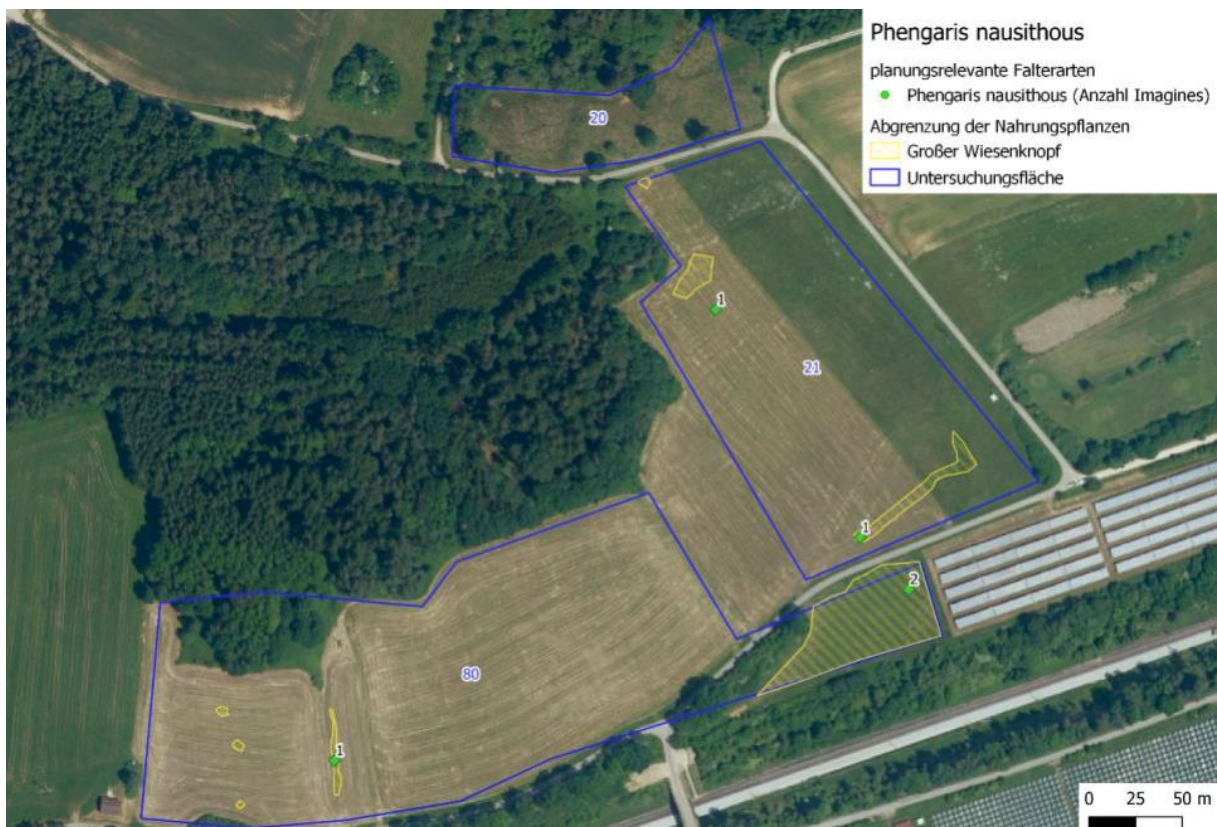 Phengaris nausithous
planungsrelevante Falterarten
Phengaris nausithous (Anzahl Imagines)
Abgrenzung der Nahrungspflanzen
Großer Wiesenknopf
Untersuchungsfläche
20
1
21
1
2
80
1
0 25 50 m